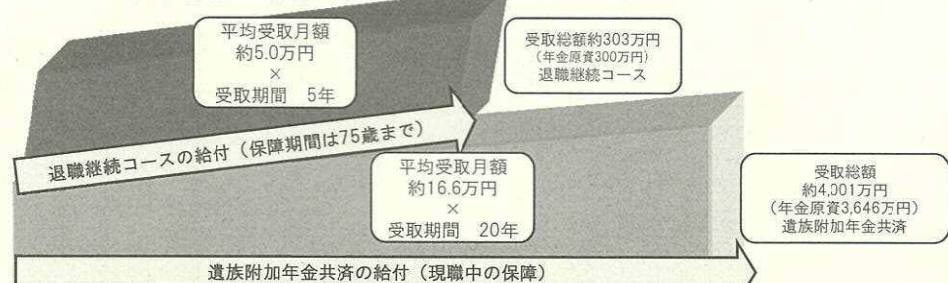 平均受取月額
約5.0万円
×
受取期間 5年
受取総額約303万円
(年金原資300万円)
退職継続コース
退職継続コースの給付（保障期間は75歳まで）
平均受取月額
約16.6万円
×
受取期間 20年
受取総額
約4,001万円
(年金原資3,646万円)
遺族附加年金共済
遺族附加年金共済の給付（現職中の保障）